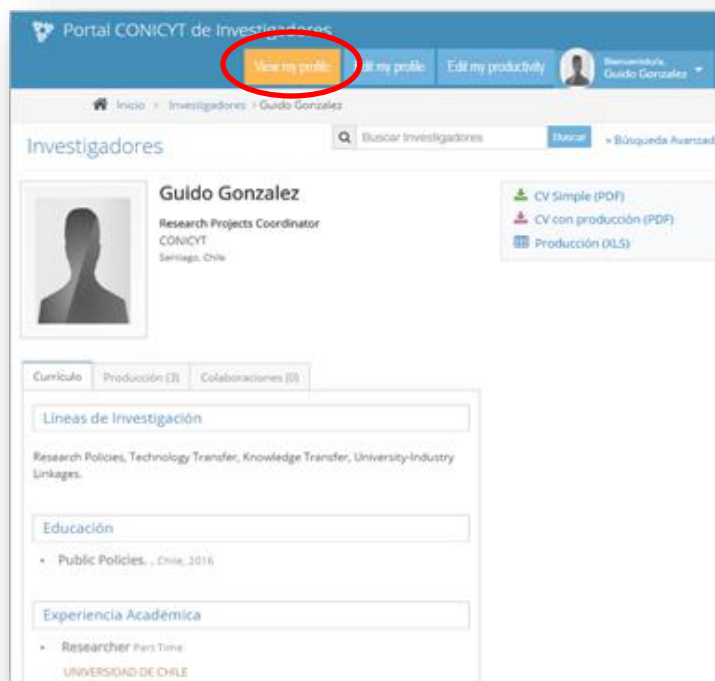 Portal CONICYT de Investigadores
View my profile
Edit my profile
Edit my productivity
Bienvenido/a,
Guido Gonzalez
Inicio > Investigadores > Guido Gonzalez
Investigadores
Buscar Investigadores
Buscar
» Búsqueda Avanzad
Guido Gonzalez
Research Projects Coordinator
CONICYT
Santiago, Chile
CV Simple (PDF)
CV con producción (PDF)
Producción (XLS)
Currículo
Producción (3)
Colaboraciones (0)
Líneas de Investigación
Research Policies, Technology Transfer, Knowledge Transfer, University-Industry
Linkages.
Educación
• Public Policies. . Chile, 2016
Experiencia Académica
• Researcher Part Time
UNIVERSIDAD DE CHILE